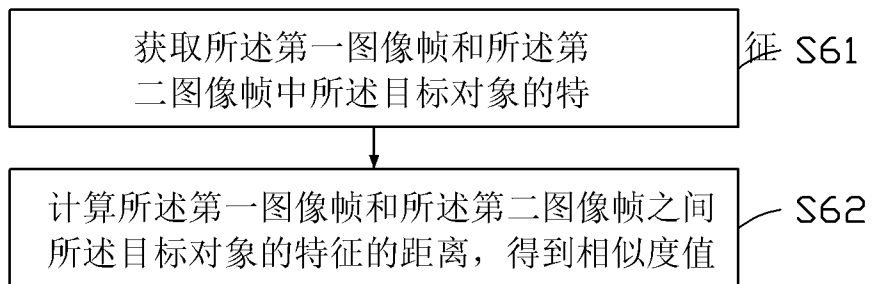 获取所述第一图像帧和所述第 征 S61
二图像帧中所述目标对象的特
计算所述第一图像帧和所述第二图像帧之间 S62
所述目标对象的特征的距离，得到相似度值